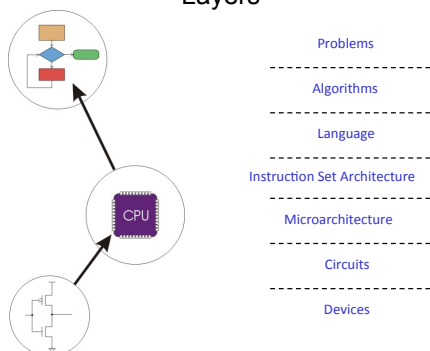 Layers
Problems
Algorithms
Language
Instruction Set Architecture
CPU
Microarchitecture
Circuits
Devices